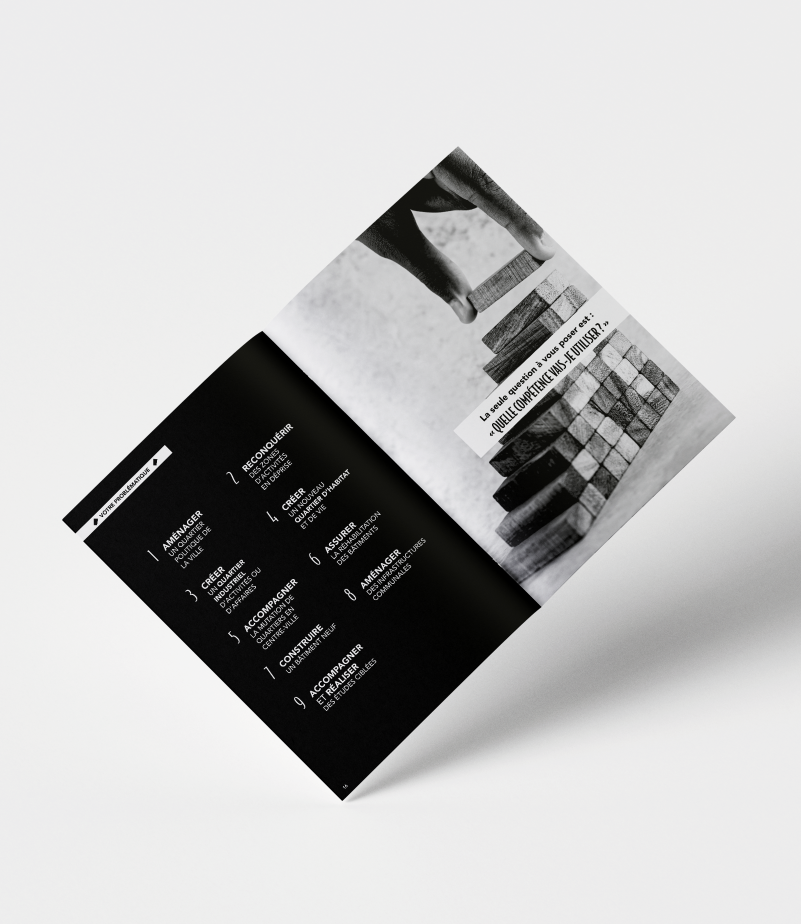 VOTRE PROBLÉMATIQUE
1 AMÉNAGER
UN QUARTIER
POLITIQUE DE
LA VILLE
2 RECONQUÉRIR
DES ZONES
D'ACTIVITÉS
EN DÉPRISE
3 CRÉER
UN QUARTIER
INDUSTRIEL
D'ACTIVITÉS OU
D'AFFAIRES
4 CRÉER
UN NOUVEAU
QUARTIER D'HABITAT
ET DE VIE
5 ACCOMPAGNER
LA MUTATION DE
QUARTIERS EN
CENTRE-VILLE
6 ASSURER
LA RÉHABILITATION
DES BÂTIMENTS
7 CONSTRUIRE
UN BÂTIMENT NEUF
8 AMÉNAGER
DES INFRASTRUCTURES
COMMUNALES
9 ACCOMPAGNER
ET RÉALISER
DES ÉTUDES CIBLÉES
16
La seule question à vous poser est :
« QUELLE COMPÉTENCE VAIS-JE UTILISER ? »